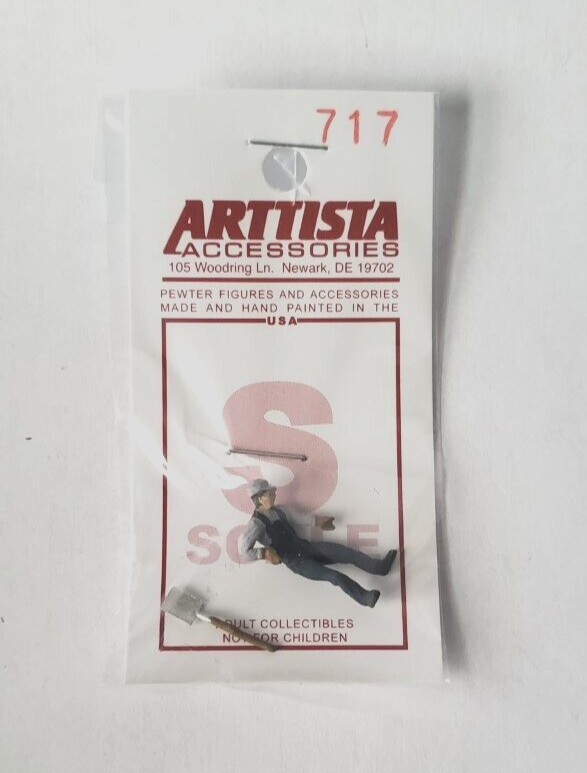 717
ARTTISTA
ACCESSORIES
105 Woodring Ln. Newark, DE 19702
PEWTER FIGURES AND ACCESSORIES
MADE AND HAND PAINTED IN THE
USA
S
ADULT COLLECTIBLES
NOT FOR CHILDREN